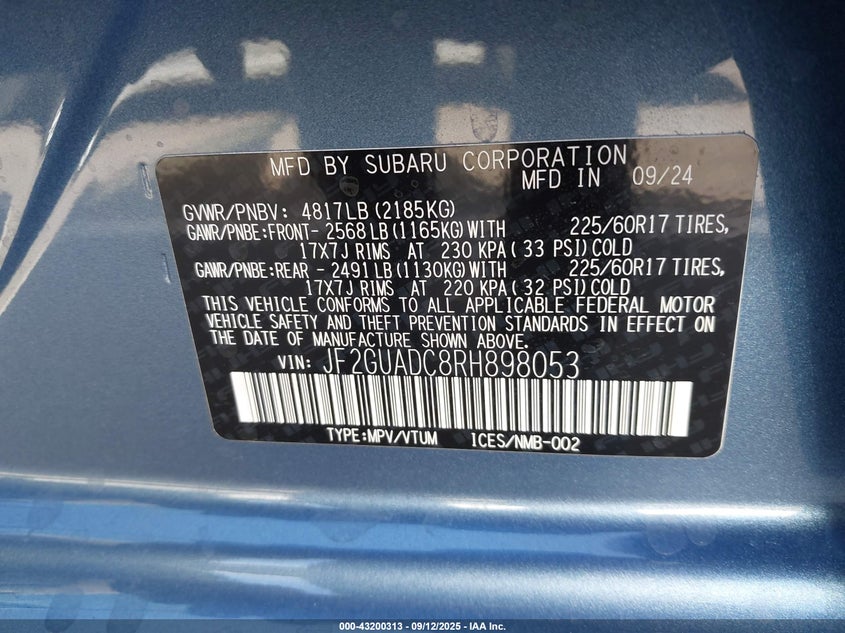 MFD BY SUBARU CORPORATION
MFD IN 09/24
GVWR/PNBV: 4817LB (2185KG)
GAWR/PNBE:FRONT- 2568LB (1165KG) WITH 225/60R17 TIRES,
17X7J RIMS AT 230 KPA ( 33 PSI) COLD
GAWR/PNBE:REAR - 2491LB (1130KG) WITH 225/60R17 TIRES,
17X7J RIMS AT 220 KPA ( 32 PSI) COLD
THIS VEHICLE CONFORMS TO ALL APPLICABLE FEDERAL MOTOR
VEHICLE SAFETY AND THEFT PREVENTION STANDARDS IN EFFECT ON
THE DATE OF MANUFACTURE SHOWN ABOVE.
VIN: JF2GUADC8RH898053
TYPE:MPV/VTUM ICES/NMB-002
000-43200313 - 09/12/2025 - IAA Inc.